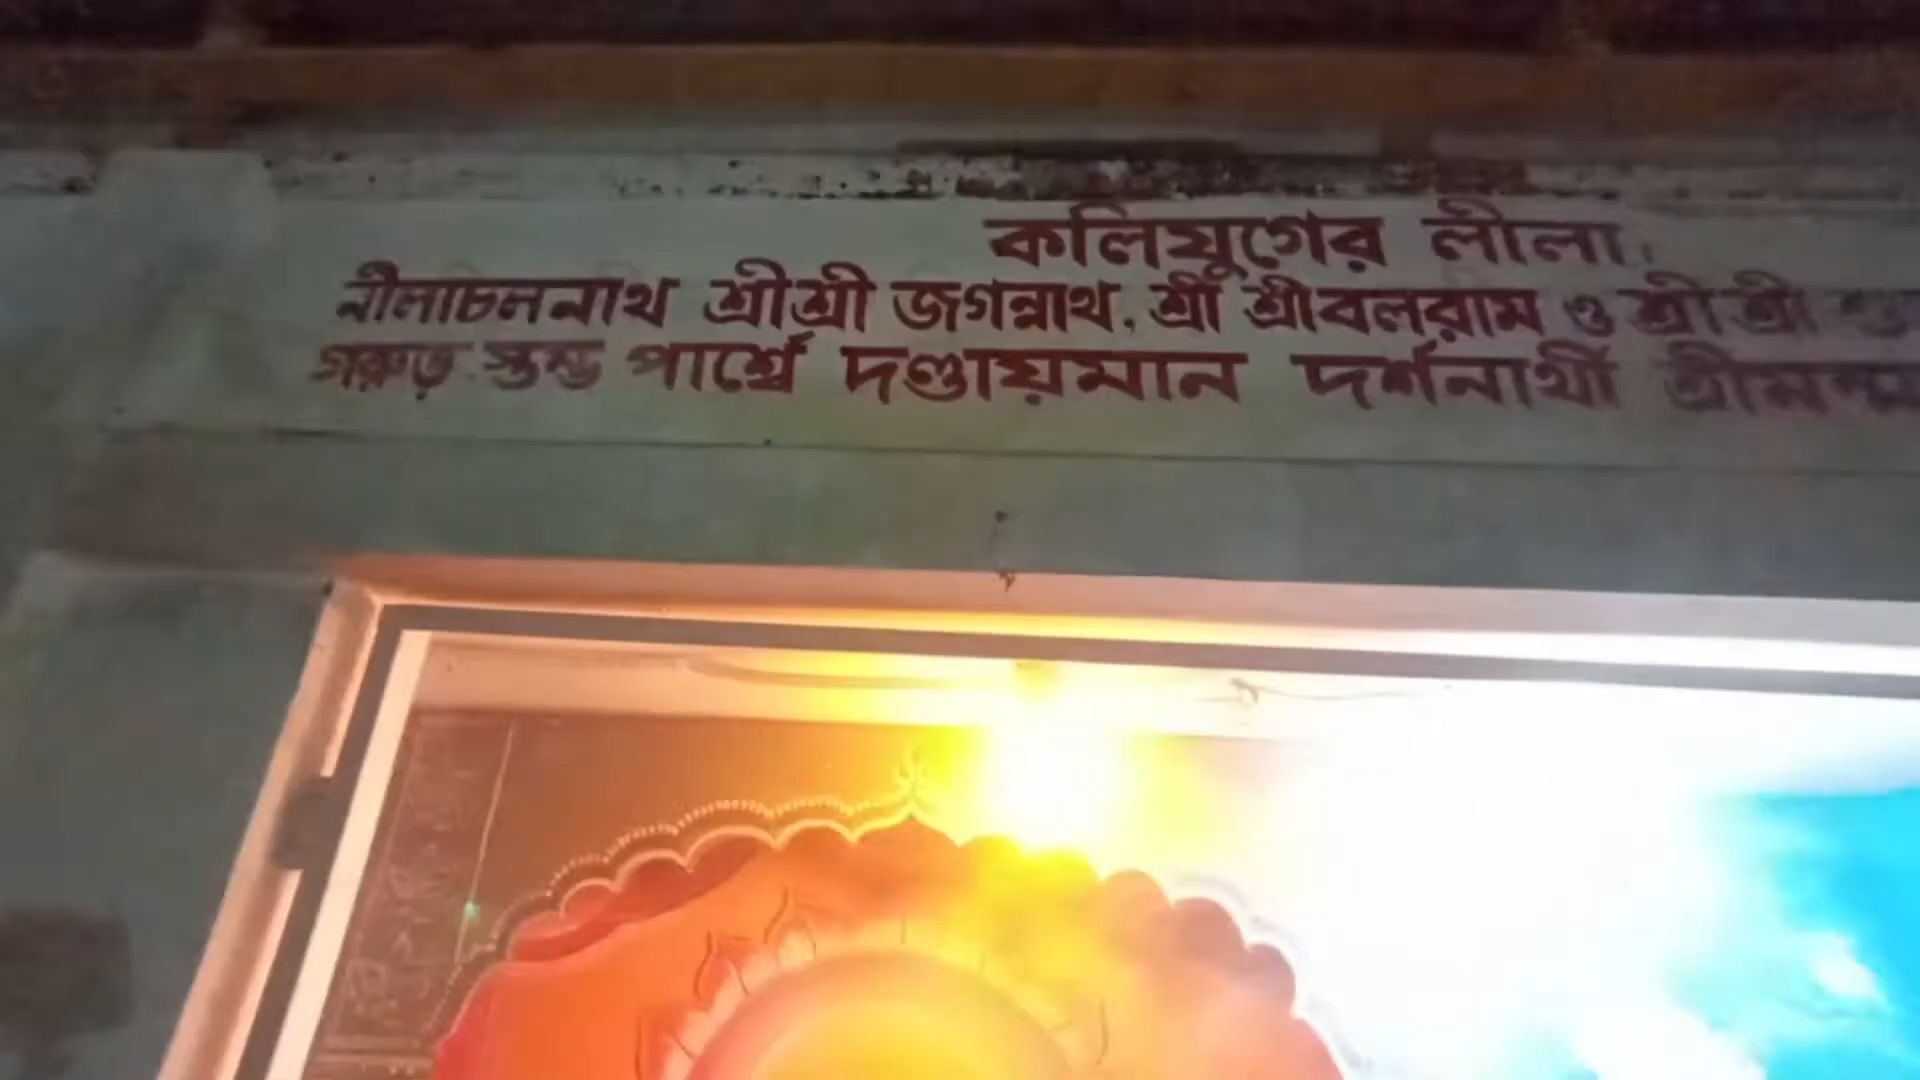 কলিযুগের লীলা।
নীলাচলনাথ শ্রীশ্রী জগন্নাথ, শ্রী শ্রীবলরাম ও শ্রীশ্রী
গরুড় স্তম্ভ পার্শ্বে দণ্ডায়মান দর্শনার্থী